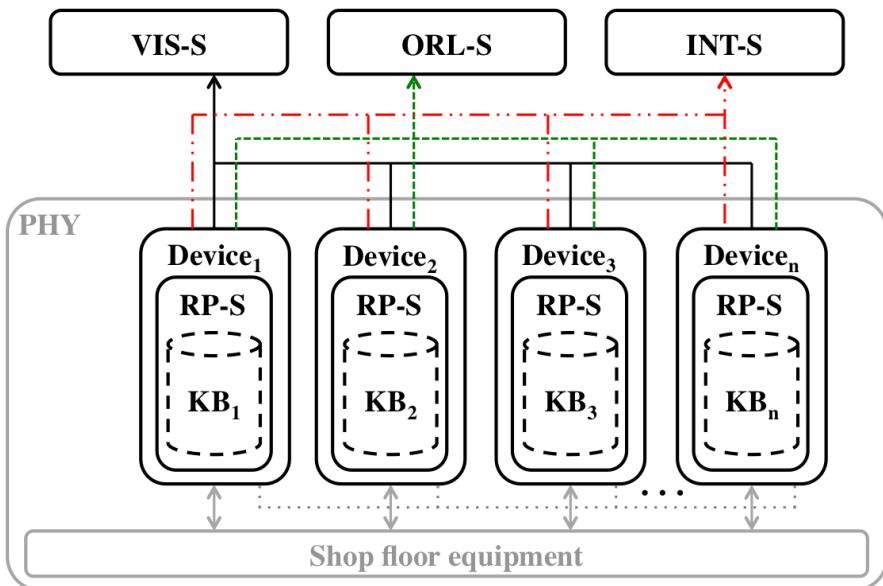 VIS-S ORL-S INT-S
PHY
Device₁ Device₂ Device₃ Deviceₙ
RP-S RP-S RP-S RP-S
KB₁ KB₂ KB₃ KBₙ
...
Shop floor equipment